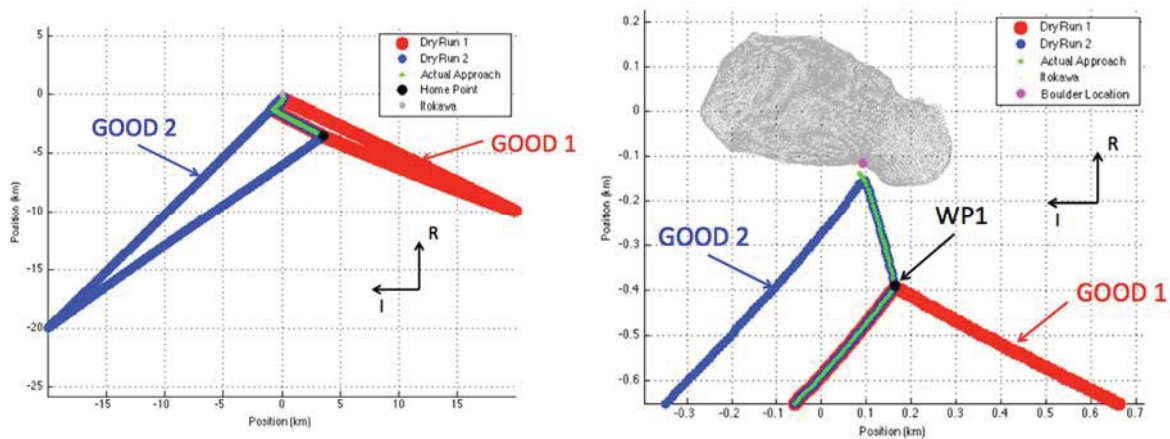 5
0
-5
-10
-15
-20
-25
Position (km)
-15
-10
-5
0
5
10
15
Position (km)
DryRun 1
DryRun 2
Actual Approach
Home Point
Itokawa
GOOD 2
GOOD 1
R
I
0.2
0.1
0
-0.1
-0.2
-0.3
-0.4
-0.5
-0.6
Position (km)
-0.3
-0.2
-0.1
0
0.1
0.2
0.3
0.4
0.5
0.6
0.7
Position (km)
DryRun 1
DryRun 2
Actual Approach
Itokawa
Boulder Location
R
I
WP1
GOOD 2
GOOD 1